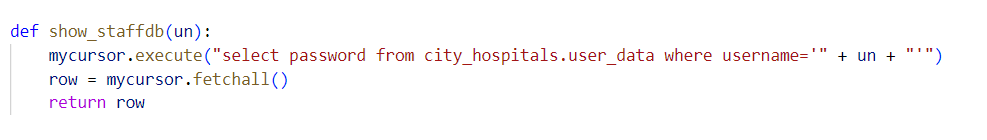 def show_staffdb(un):
    mycursor.execute("select password from city_hospitals.user_data where username='" + un + "'")
    row = mycursor.fetchall()
    return row